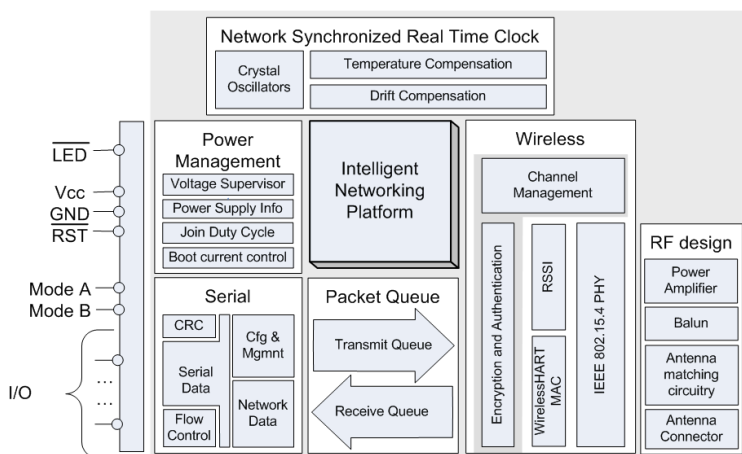 Network Synchronized Real Time Clock
Crystal
Oscillators
Temperature Compensation
Drift Compensation
LED
Vcc
GND
RST
Mode A
Mode B
I/O
...
...
Power
Management
Voltage Supervisor
Power Supply Info
Join Duty Cycle
Boot current control
Intelligent
Networking
Platform
Wireless
Channel
Management
Encryption and Authentication
RSSI
WirelessHART
MAC
IEEE 802.15.4 PHY
RF design
Power
Amplifier
Balun
Antenna
matching
circuitry
Antenna
Connector
Serial
CRC
Serial
Data
Flow
Control
Cfg &
Mgmnt
Network
Data
Packet Queue
Transmit Queue
Receive Queue